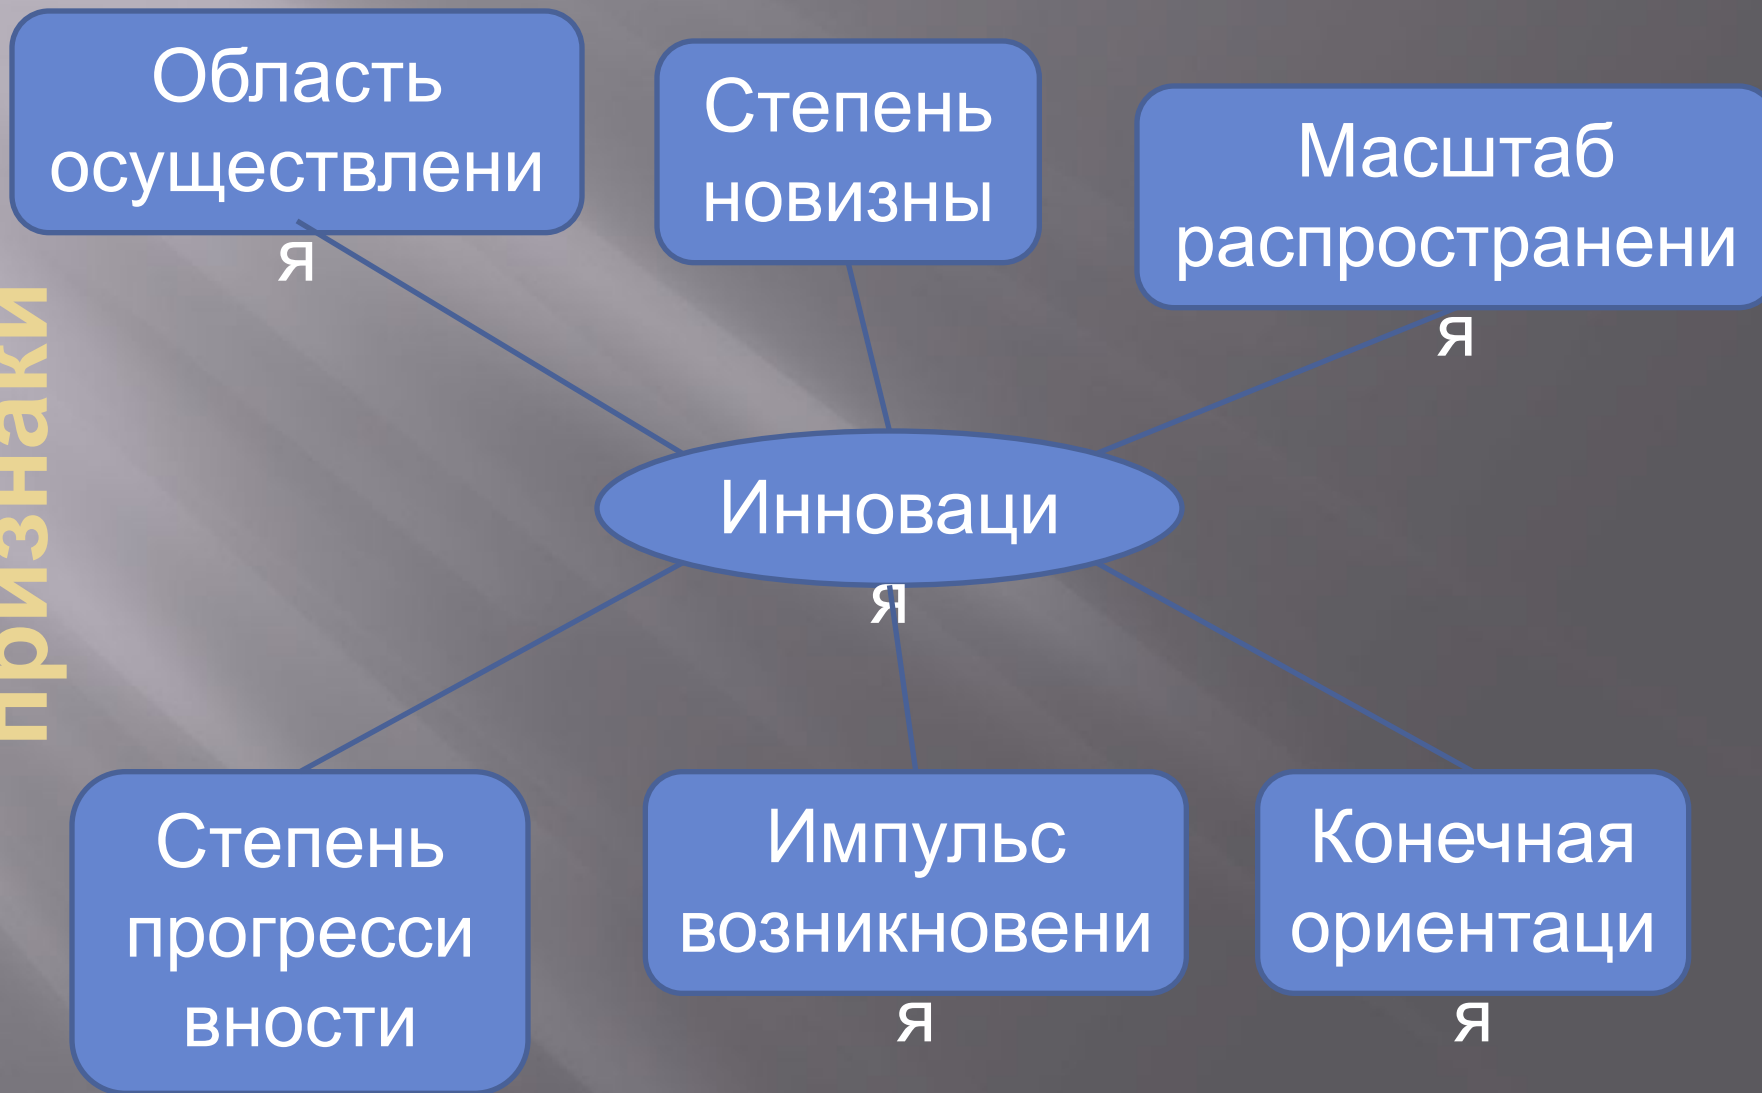 Область
осуществлени
я
Степень
новизны
Масштаб
распространени
я
признаки
Инноваци
я
Степень
прогресси
вности
Импульс
возникновени
я
Конечная
ориентаци
я